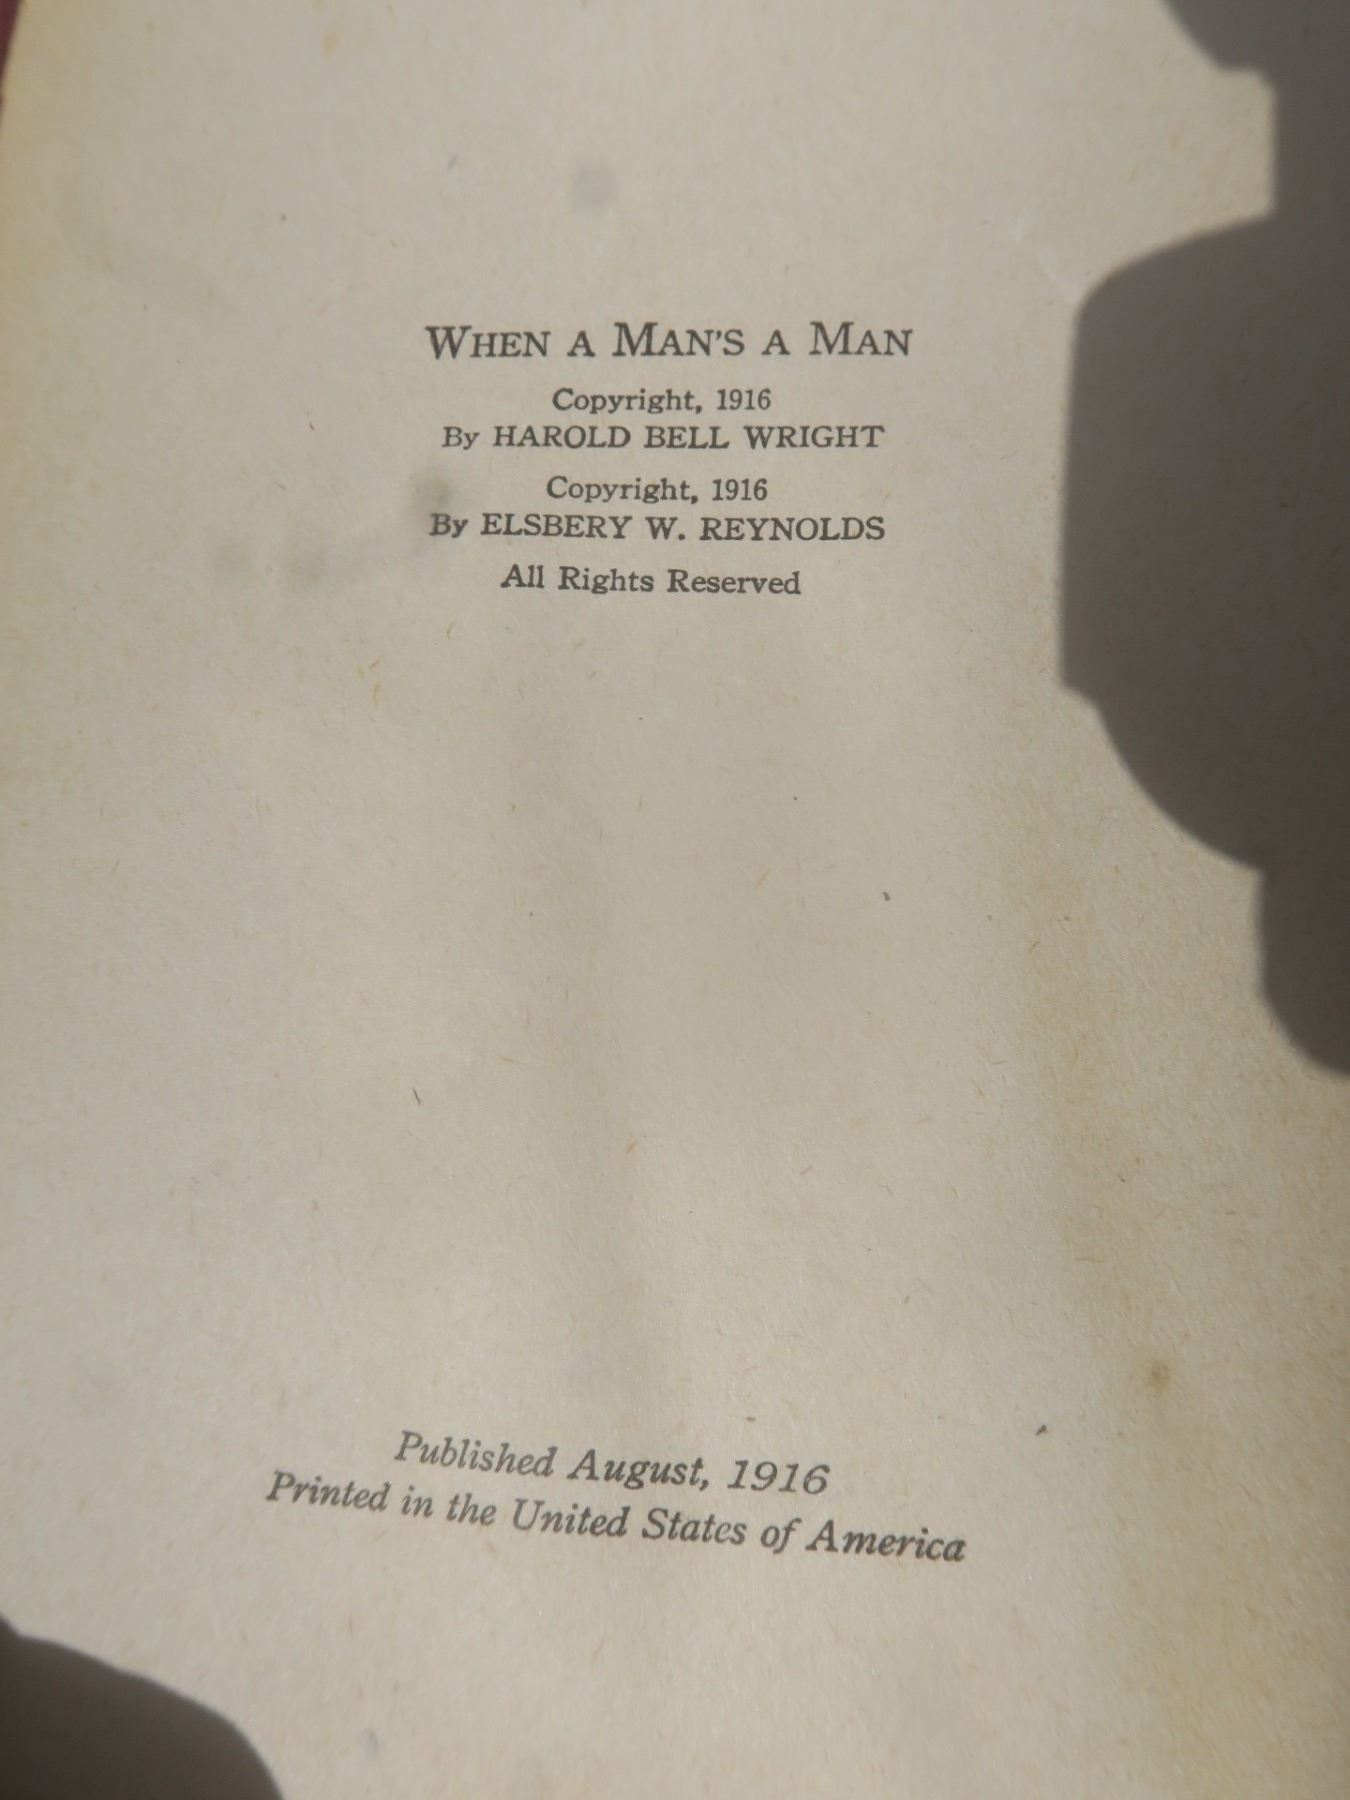 WHEN A MAN'S A MAN
Copyright, 1916
By HAROLD BELL WRIGHT
Copyright, 1916
By ELSBERY W. REYNOLDS
All Rights Reserved
Published August, 1916
Printed in the United States of America